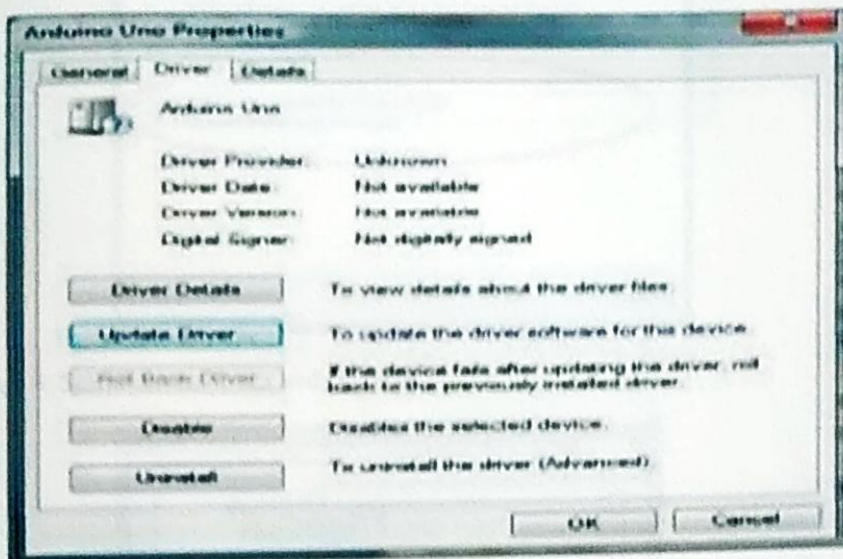 Arduino Uno Properties
General Driver Details
Arduino Uno
Driver Provider: Unknown
Driver Date: Not available
Driver Version: Not available
Digital Signer: Not digitally signed
Driver Details To view details about the driver files.
Update Driver... To update the driver software for this device.
Roll Back Driver If the device fails after updating the driver, roll
back to the previously installed driver.
Disable Disables the selected device.
Uninstall To uninstall the driver (Advanced).
OK Cancel